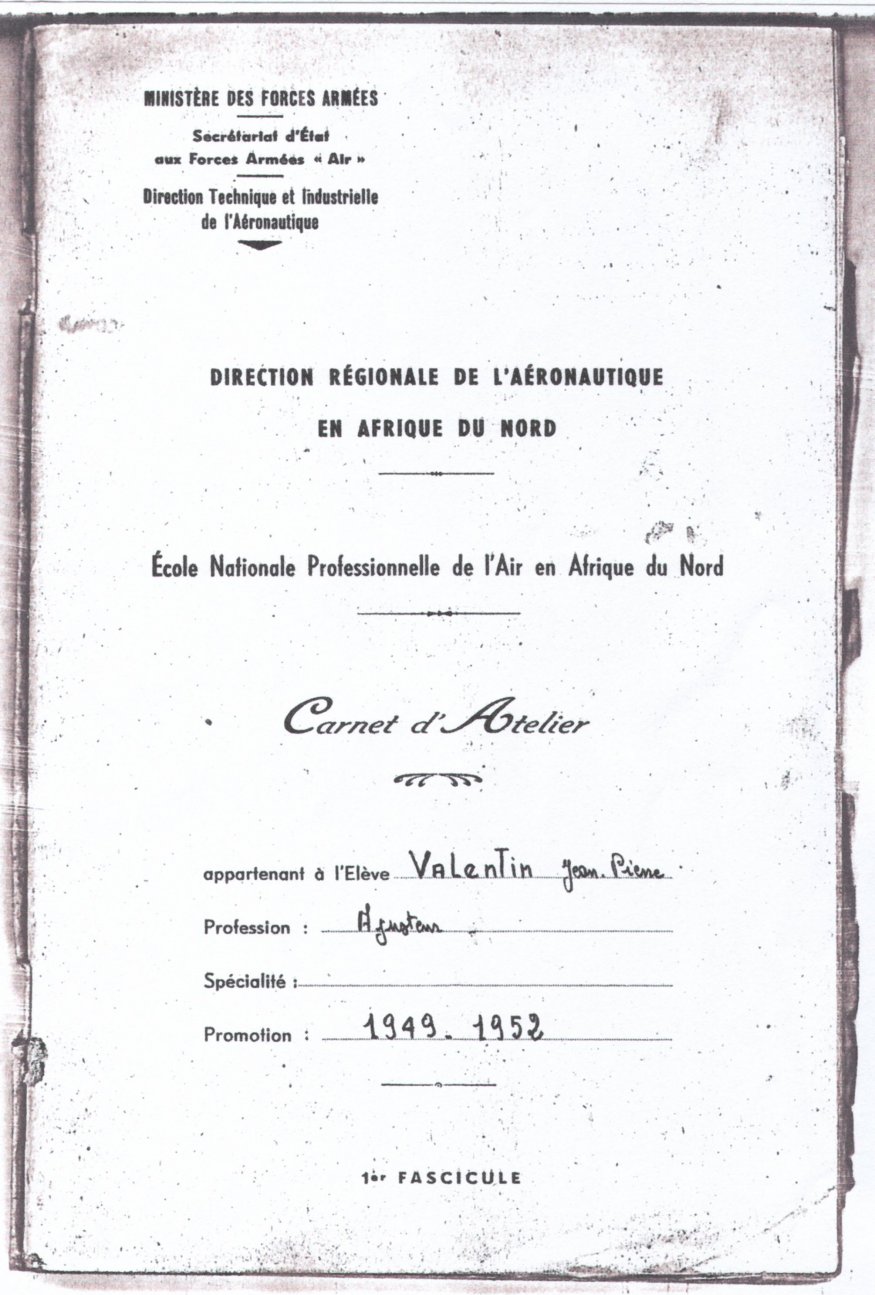 MINISTÈRE DES FORCES ARMÉES
Secrétariat d'État
aux Forces Armées « Air »
Direction Technique et Industrielle
de l'Aéronautique
DIRECTION RÉGIONALE DE L'AÉRONAUTIQUE
EN AFRIQUE DU NORD
École Nationale Professionnelle de l'Air en Afrique du Nord
Carnet d'Atelier
appartenant à l'Elève VALenTin Jean-Pierre
Profession : Ajusteur
Spécialité :
Promotion : 1949. 1952
1er FASCICULE